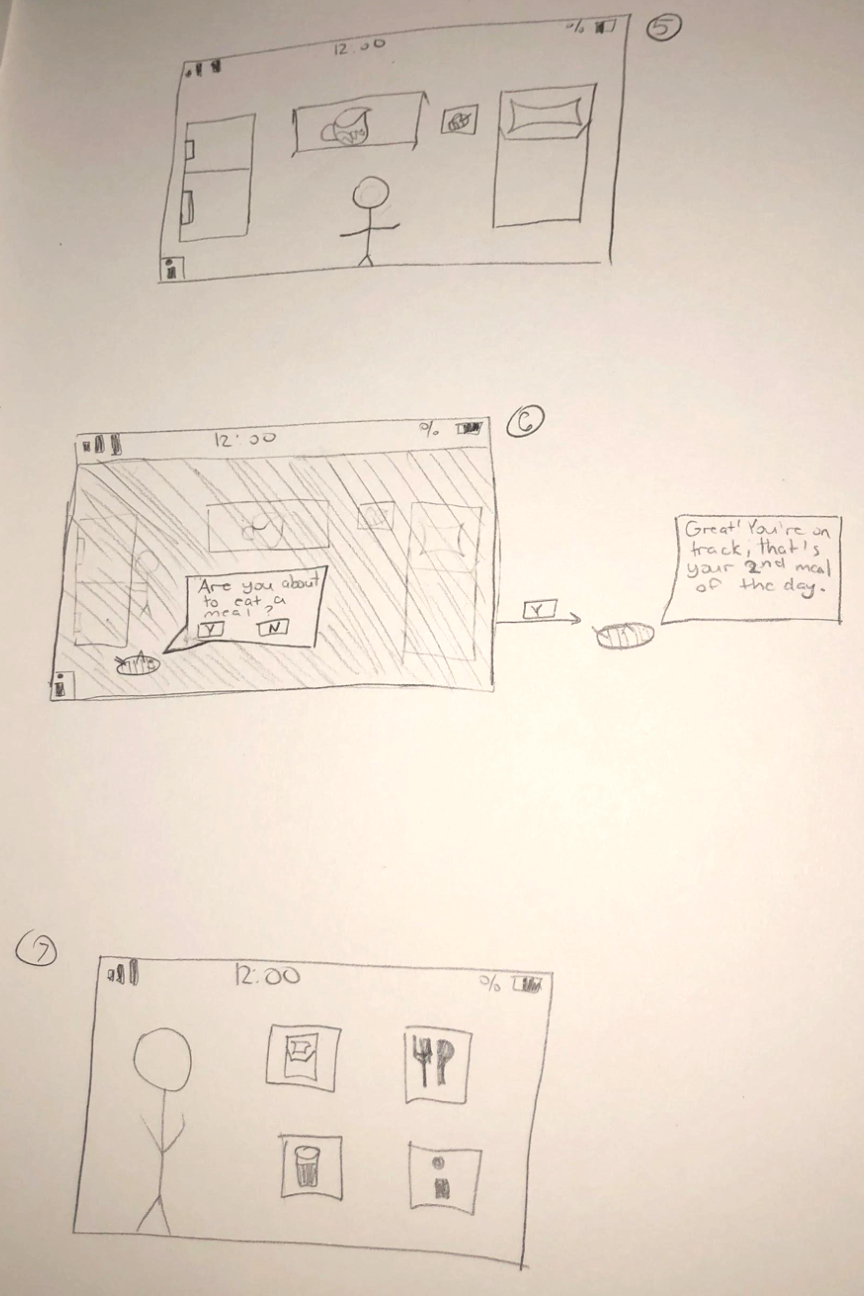 5
12:00
%
i
6
12:00
%
Are you about
to eat a
meal?
Y
N
i
Y
Great! You're on
track, that's
your 2nd meal
of the day.
7
12:00
%
i